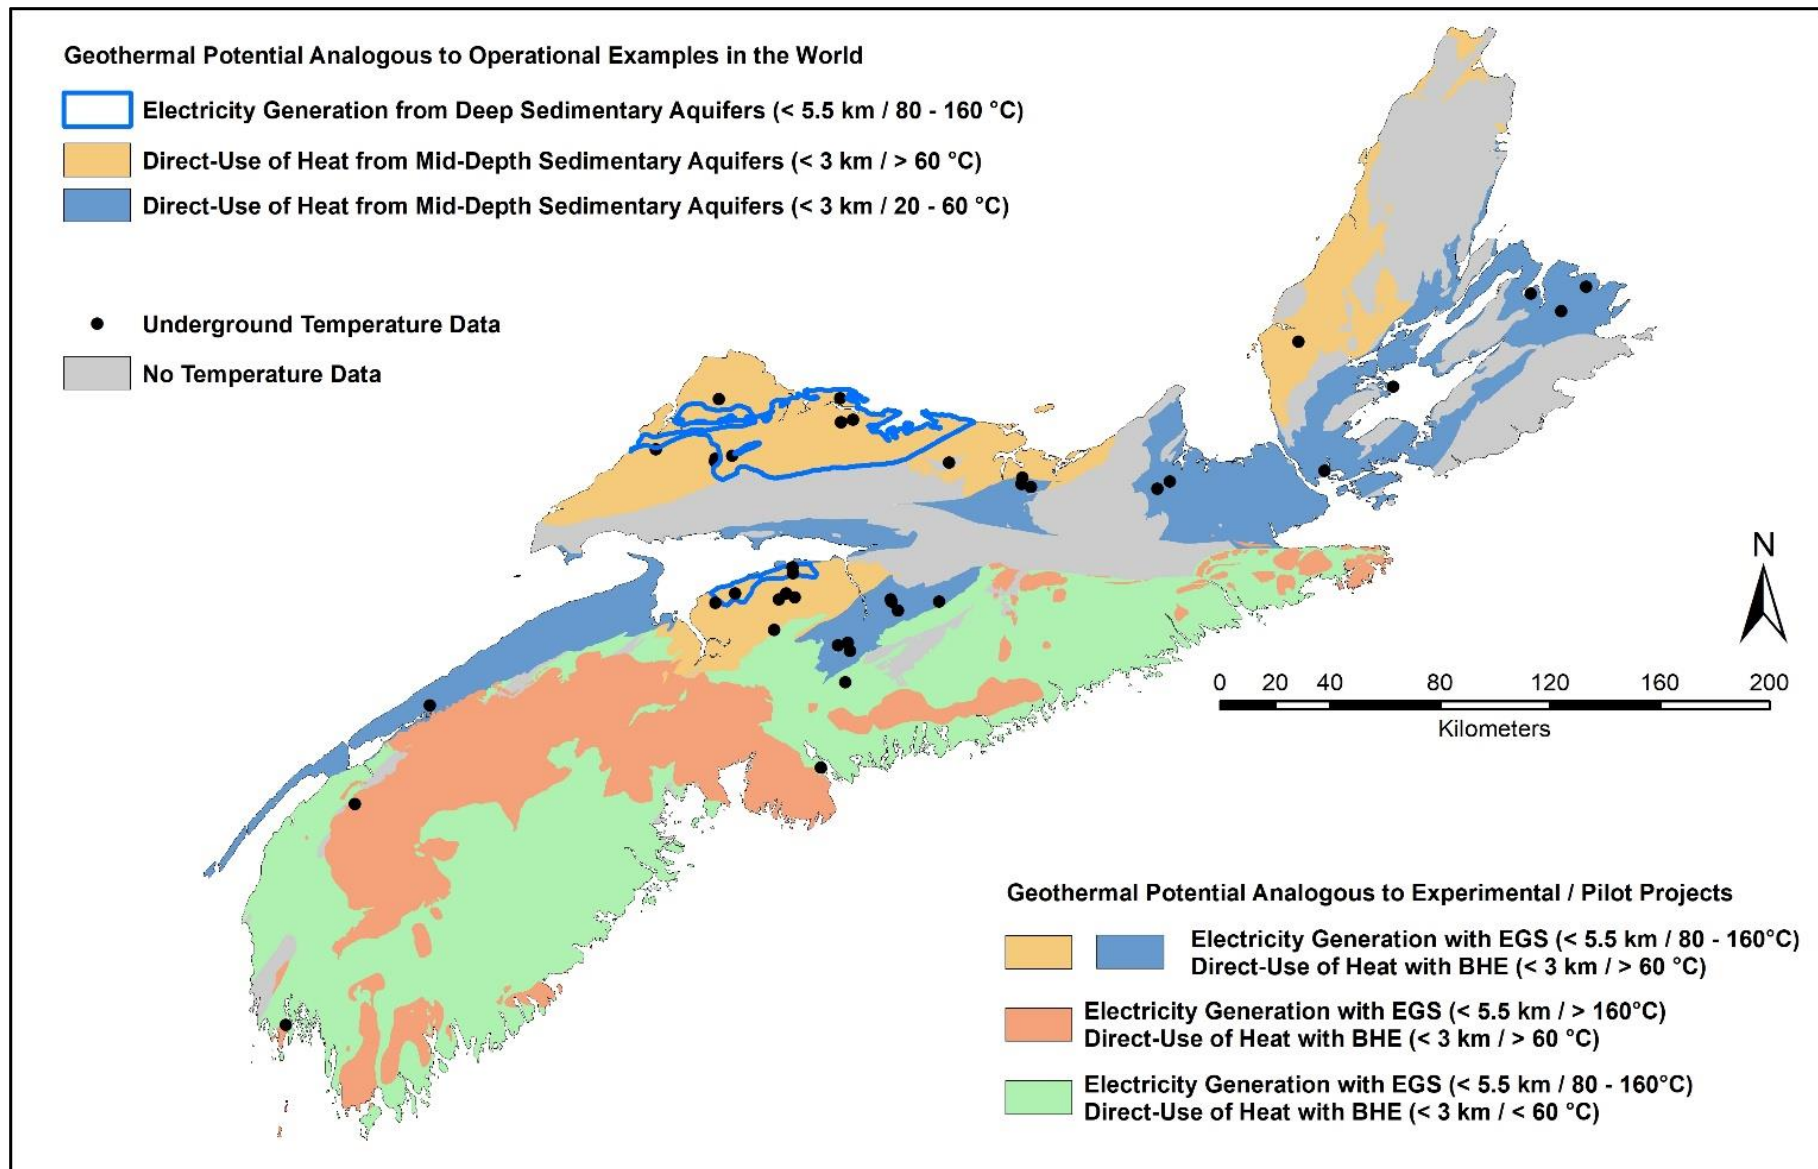 Geothermal Potential Analogous to Operational Examples in the World
Electricity Generation from Deep Sedimentary Aquifers (< 5.5 km / 80 - 160 °C)
Direct-Use of Heat from Mid-Depth Sedimentary Aquifers (< 3 km / > 60 °C)
Direct-Use of Heat from Mid-Depth Sedimentary Aquifers (< 3 km / 20 - 60 °C)
Underground Temperature Data
No Temperature Data
N
0 20 40 80 120 160 200
Kilometers
Geothermal Potential Analogous to Experimental / Pilot Projects
Electricity Generation with EGS (< 5.5 km / 80 - 160°C)
Direct-Use of Heat with BHE (< 3 km / > 60 °C)
Electricity Generation with EGS (< 5.5 km / > 160°C)
Direct-Use of Heat with BHE (< 3 km / > 60 °C)
Electricity Generation with EGS (< 5.5 km / 80 - 160°C)
Direct-Use of Heat with BHE (< 3 km / < 60 °C)